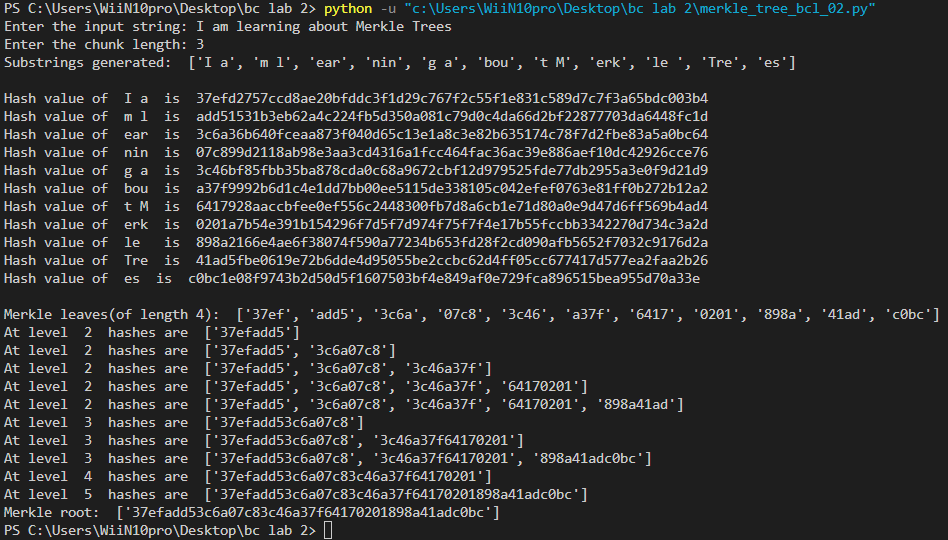 PS C:\Users\WiiN10pro\Desktop\bc lab 2> python -u "c:\Users\WiiN10pro\Desktop\bc lab 2\merkle_tree_bcl_02.py"
Enter the input string: I am learning about Merkle Trees
Enter the chunk length: 3
Substrings generated:  ['I a', 'm l', 'ear', 'nin', 'g a', 'bou', 't M', 'erk', 'le ', 'Tre', 'es']
Hash value of  I a  is  37efd2757ccd8ae20bfddc3f1d29c767f2c55f1e831c589d7c7f3a65bdc003b4
Hash value of  m l  is  add51531b3eb62a4c224fb5d350a081c79d0c4da66d2bf22877703da6448fc1d
Hash value of  ear  is  3c6a36b640fceaa873f040d65c13e1a8c3e82b635174c78f7d2fbe83a5a0bc64
Hash value of  nin  is  07c899d2118ab98e3aa3cd4316a1fcc464fac36ac39e886aef10dc42926cce76
Hash value of  g a  is  3c46bf85fbb35ba878cda0c68a9672cbf12d979525fde77db2955a3e0f9d21d9
Hash value of  bou  is  a37f9992b6d1c4e1dd7bb00ee5115de338105c042efef0763e81ff0b272b12a2
Hash value of  t M  is  6417928aaccbfee0ef556c2448300fb7d8a6cb1e71d80a0e9d47d6ff569b4ad4
Hash value of  erk  is  0201a7b54e391b154296f7d5f7d974f75f7f4e17b55fccbb3342270d734c3a2d
Hash value of  le   is  898a2166e4ae6f38074f590a77234b653fd28f2cd090afb5652f7032c9176d2a
Hash value of  Tre  is  41ad5fbe0619e72b6dde4d95055be2ccbc62d4ff05cc677417d577ea2faa2b26
Hash value of  es  is  c0bc1e08f9743b2d50d5f1607503bf4e849af0e729fca896515bea955d70a33e
Merkle leaves(of length 4):  ['37ef', 'add5', '3c6a', '07c8', '3c46', 'a37f', '6417', '0201', '898a', '41ad', 'c0bc']
At level  2  hashes are  ['37efadd5']
At level  2  hashes are  ['37efadd5', '3c6a07c8']
At level  2  hashes are  ['37efadd5', '3c6a07c8', '3c46a37f']
At level  2  hashes are  ['37efadd5', '3c6a07c8', '3c46a37f', '64170201']
At level  2  hashes are  ['37efadd5', '3c6a07c8', '3c46a37f', '64170201', '898a41ad']
At level  3  hashes are  ['37efadd53c6a07c8']
At level  3  hashes are  ['37efadd53c6a07c8', '3c46a37f64170201']
At level  3  hashes are  ['37efadd53c6a07c8', '3c46a37f64170201', '898a41adc0bc']
At level  4  hashes are  ['37efadd53c6a07c83c46a37f64170201']
At level  5  hashes are  ['37efadd53c6a07c83c46a37f64170201898a41adc0bc']
Merkle root:  ['37efadd53c6a07c83c46a37f64170201898a41adc0bc']
PS C:\Users\WiiN10pro\Desktop\bc lab 2>